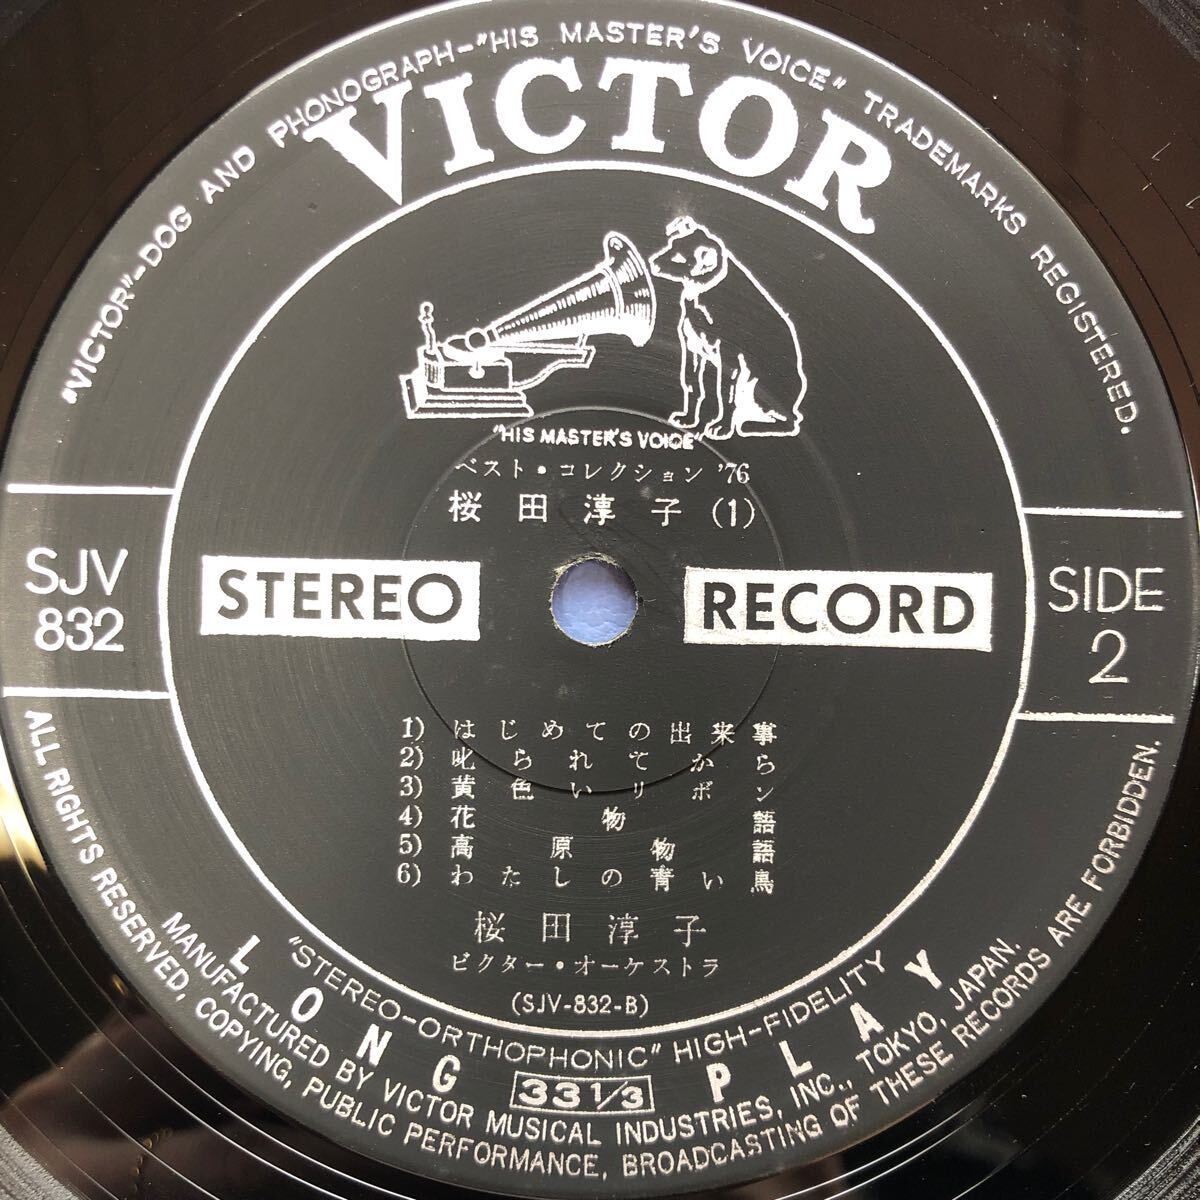 "VICTOR"-DOG AND PHONOGRAPH-"HIS MASTER'S VOICE" TRADEMARKS REGISTERED.
VICTOR
"HIS MASTER'S VOICE"
ベスト・コレクション '76
桜田淳子(1)
SJV
832
STEREO RECORD
SIDE
2
1) はじめての出来事
2) 叱られてから
3) 黄色いリボン
4) 花物語
5) 高原物語
6) わたしの青い鳥
桜田淳子
ビクター・オーケストラ
(SJV-832-B)
"STEREO-ORTHOPHONIC" HIGH-FIDELITY
LONG PLAY
33 1/3
MANUFACTURED BY VICTOR MUSICAL INDUSTRIES, INC., TOKYO, JAPAN.
ALL RIGHTS RESERVED, COPYING, PUBLIC PERFORMANCE, BROADCASTING OF THESE RECORDS ARE FORBIDDEN.